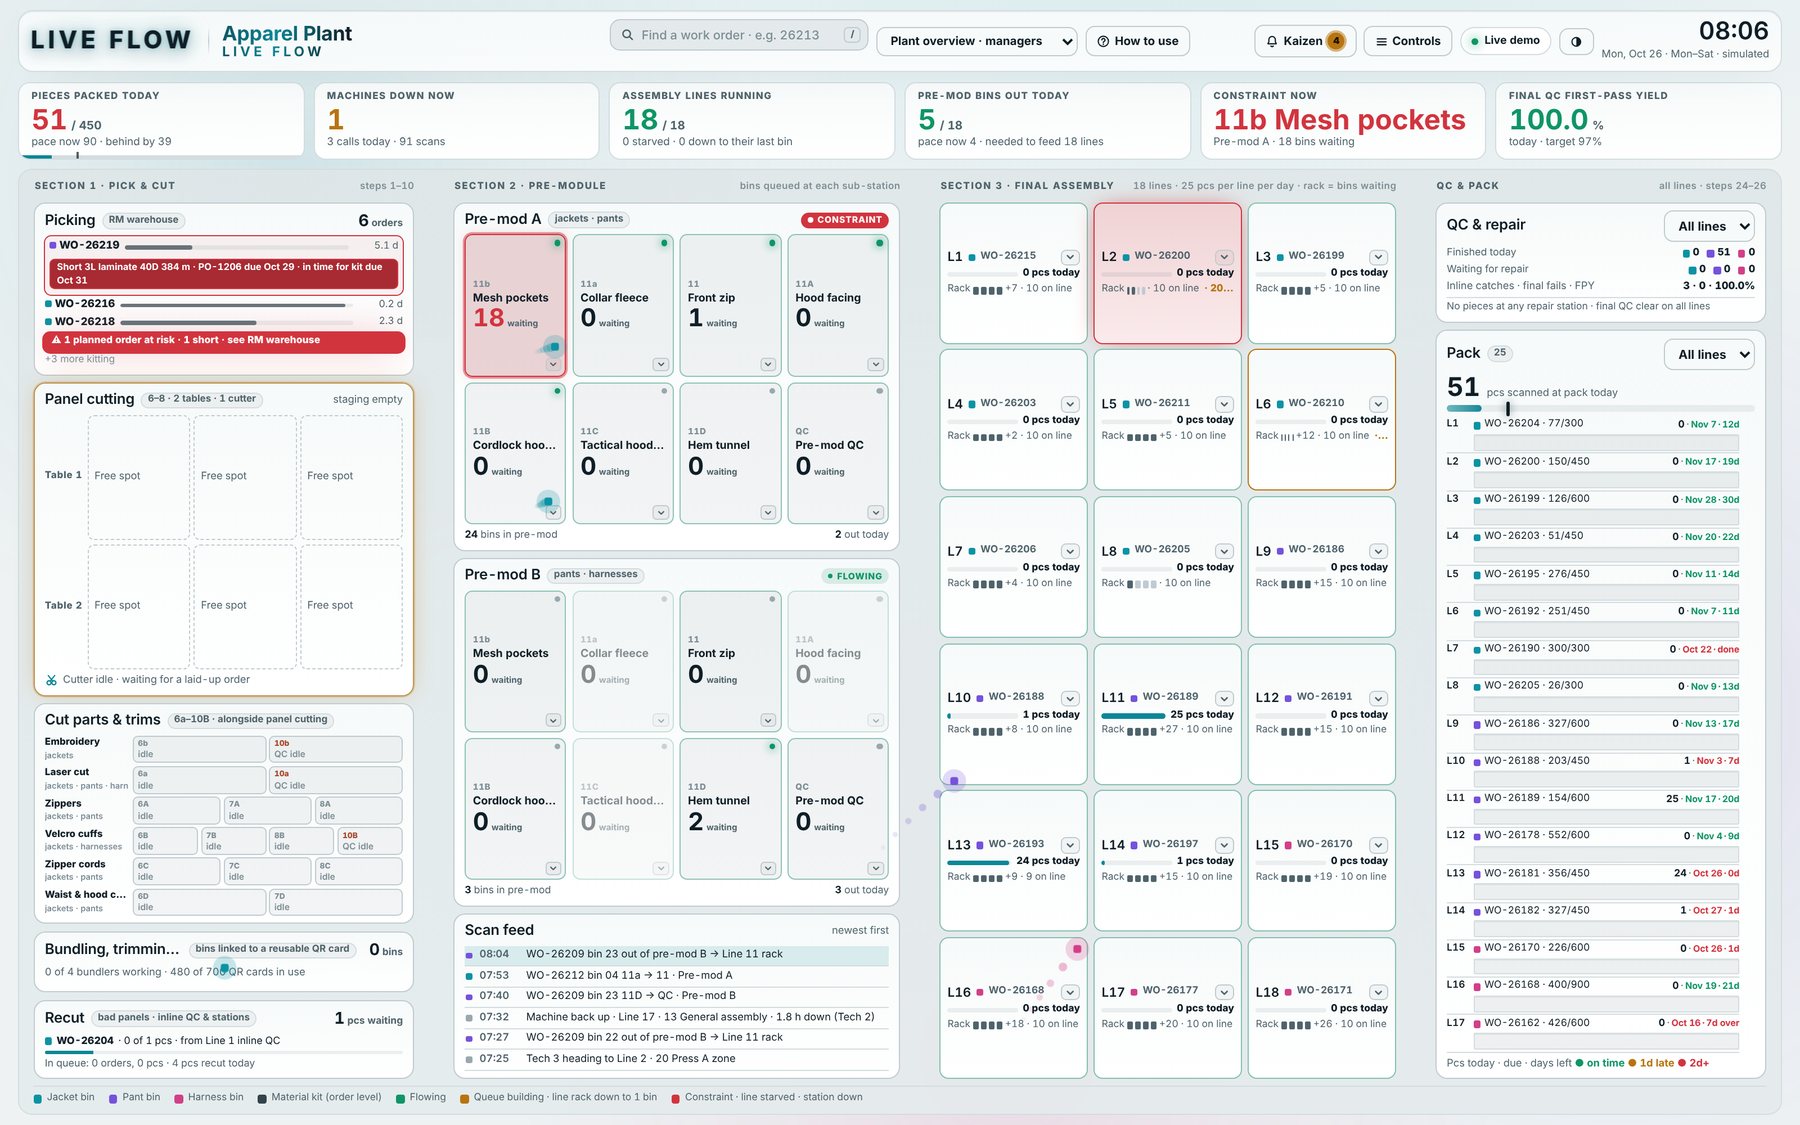 LIVE FLOW
Apparel Plant
LIVE FLOW
Find a work order · e.g. 26213 /
Plant overview · managers
How to use
Kaizen 4
Controls
Live demo
08:06
Mon, Oct 26 · Mon–Sat · simulated
PIECES PACKED TODAY
51 / 450
pace now 90 · behind by 39
MACHINES DOWN NOW
1
3 calls today · 91 scans
ASSEMBLY LINES RUNNING
18 / 18
0 starved · 0 down to their last bin
PRE-MOD BINS OUT TODAY
5 / 18
pace now 4 · needed to feed 18 lines
CONSTRAINT NOW
11b Mesh pockets
Pre-mod A · 18 bins waiting
FINAL QC FIRST-PASS YIELD
100.0 %
today · target 97%
SECTION 1 · PICK & CUT steps 1–10
Picking RM warehouse 6 orders
WO-26219 5.1 d
Short 3L laminate 40D 384 m · PO-1206 due Oct 29 · in time for kit due
Oct 31
WO-26216 0.2 d
WO-26218 2.3 d
1 planned order at risk · 1 short · see RM warehouse
+3 more kitting
Panel cutting 6–8 · 2 tables · 1 cutter staging empty
Table 1 Free spot Free spot Free spot
Table 2 Free spot Free spot Free spot
Cutter idle · waiting for a laid-up order
Cut parts & trims 6a–10B · alongside panel cutting
Embroidery 6b 10b
jackets idle QC idle
Laser cut 6a 10a
jackets · pants · harn idle QC idle
Zippers 6A 7A 8A
jackets · pants idle idle idle
Velcro cuffs 6B 7B 8B 10B
jackets · harnesses idle idle idle QC idle
Zipper cords 6C 7C 8C
jackets · pants idle idle idle
Waist & hood c... 6D 7D
jackets · pants idle idle
Bundling, trimmin... bins linked to a reusable QR card 0 bins
0 of 4 bundlers working · 480 of 700 QR cards in use
Recut bad panels · inline QC & stations 1 pcs waiting
WO-26204 · 0 of 1 pcs · from Line 1 inline QC
In queue: 0 orders, 0 pcs · 4 pcs recut today
SECTION 2 · PRE-MODULE bins queued at each sub-station
Pre-mod A jackets · pants CONSTRAINT
11b 11a 11 11A
Mesh pockets Collar fleece Front zip Hood facing
18 waiting 0 waiting 1 waiting 0 waiting
11B 11C 11D QC
Cordlock hoo... Tactical hood... Hem tunnel Pre-mod QC
0 waiting 0 waiting 0 waiting 0 waiting
24 bins in pre-mod 2 out today
Pre-mod B pants · harnesses FLOWING
11b 11a 11 11A
Mesh pockets Collar fleece Front zip Hood facing
0 waiting 0 waiting 0 waiting 0 waiting
11B 11C 11D QC
Cordlock hoo... Tactical hood... Hem tunnel Pre-mod QC
0 waiting 0 waiting 2 waiting 0 waiting
3 bins in pre-mod 3 out today
Scan feed newest first
08:04 WO-26209 bin 23 out of pre-mod B → Line 11 rack
07:53 WO-26212 bin 04 11a → 11 · Pre-mod A
07:40 WO-26209 bin 23 11D → QC · Pre-mod B
07:32 Machine back up · Line 17 · 13 General assembly · 1.8 h down (Tech 2)
07:27 WO-26209 bin 22 out of pre-mod B → Line 11 rack
07:25 Tech 3 heading to Line 2 · 20 Press A zone
SECTION 3 · FINAL ASSEMBLY 18 lines · 25 pcs per line per day · rack = bins waiting
L1 WO-26215 L2 WO-26200 L3 WO-26199
0 pcs today 0 pcs today 0 pcs today
Rack +7 · 10 on line Rack · 10 on line · 20... Rack +5 · 10 on line
L4 WO-26203 L5 WO-26211 L6 WO-26210
0 pcs today 0 pcs today 0 pcs today
Rack +2 · 10 on line Rack +5 · 10 on line Rack +12 · 10 on line ·...
L7 WO-26206 L8 WO-26205 L9 WO-26186
0 pcs today 0 pcs today 0 pcs today
Rack +4 · 10 on line Rack · 10 on line Rack +15 · 10 on line
L10 WO-26188 L11 WO-26189 L12 WO-26191
1 pcs today 25 pcs today 0 pcs today
Rack +8 · 10 on line Rack +27 · 10 on line Rack +15 · 10 on line
L13 WO-26193 L14 WO-26197 L15 WO-26170
24 pcs today 1 pcs today 0 pcs today
Rack +9 · 9 on line Rack +15 · 10 on line Rack +19 · 10 on line
L16 WO-26168 L17 WO-26177 L18 WO-26171
0 pcs today 0 pcs today 0 pcs today
Rack +18 · 10 on line Rack +20 · 10 on line Rack +26 · 10 on line
QC & PACK all lines · steps 24–26
QC & repair All lines
Finished today 0 51 0
Waiting for repair 0 0 0
Inline catches · final fails · FPY 3 · 0 · 100.0%
No pieces at any repair station · final QC clear on all lines
Pack 25 All lines
51 pcs scanned at pack today
L1 WO-26204 · 77/300 0 · Nov 7 · 12d
L2 WO-26200 · 150/450 0 · Nov 17 · 19d
L3 WO-26199 · 126/600 0 · Nov 28 · 30d
L4 WO-26203 · 51/450 0 · Nov 20 · 22d
L5 WO-26195 · 276/450 0 · Nov 11 · 14d
L6 WO-26192 · 251/450 0 · Nov 7 · 11d
L7 WO-26190 · 300/300 0 · Oct 22 · done
L8 WO-26205 · 26/300 0 · Nov 9 · 13d
L9 WO-26186 · 327/600 0 · Nov 13 · 17d
L10 WO-26188 · 203/450 1 · Nov 3 · 7d
L11 WO-26189 · 154/600 25 · Nov 17 · 20d
L12 WO-26178 · 552/600 0 · Nov 4 · 9d
L13 WO-26181 · 356/450 24 · Oct 26 · 0d
L14 WO-26182 · 327/450 1 · Oct 27 · 1d
L15 WO-26170 · 226/600 0 · Oct 26 · 1d
L16 WO-26168 · 400/900 0 · Nov 19 · 21d
L17 WO-26162 · 426/600 0 · Oct 16 · 7d over
Pcs today · due · days left on time 1d late 2d+
Jacket bin Pant bin Harness bin Material kit (order level) Flowing Queue building · line rack down to 1 bin Constraint · line starved · station down